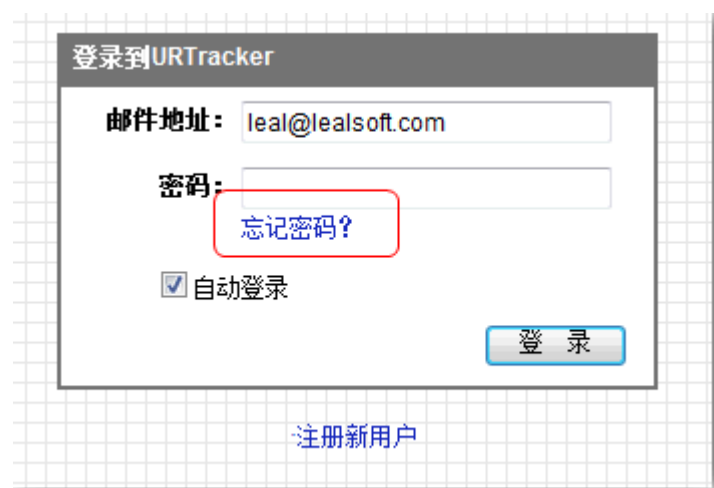 登录到URTracker
邮件地址： leal@lealsoft.com
密码：
忘记密码?
自动登录
登 录
·注册新用户